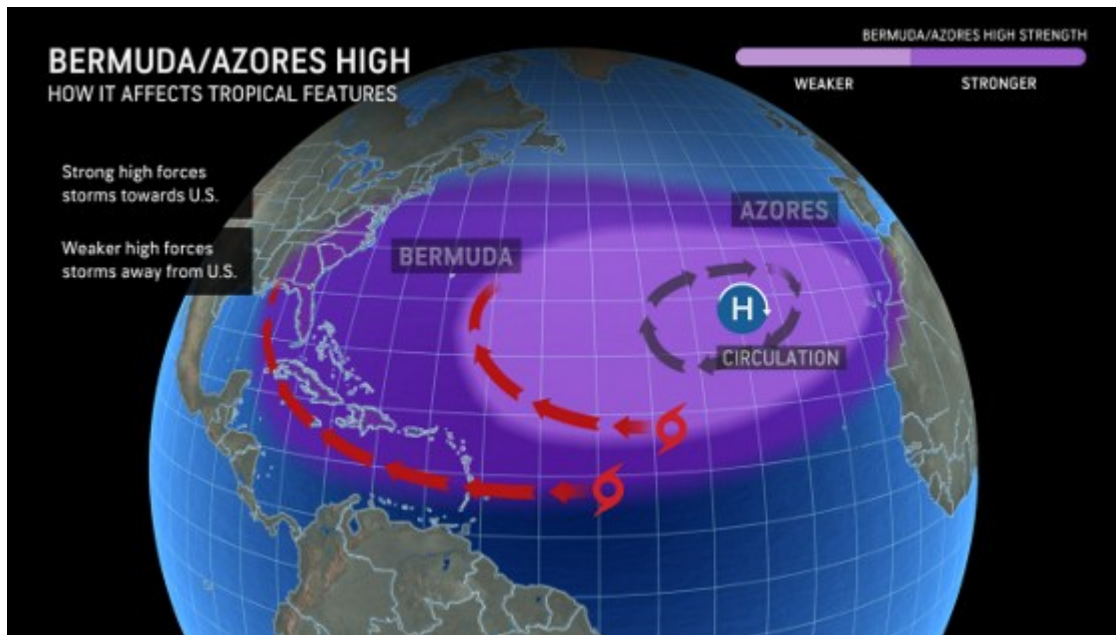 BERMUDA/AZORES HIGH
HOW IT AFFECTS TROPICAL FEATURES
BERMUDA/AZORES HIGH STRENGTH
WEAKER STRONGER
Strong high forces
storms towards U.S.
Weaker high forces
storms away from U.S.
AZORES
BERMUDA
H
CIRCULATION